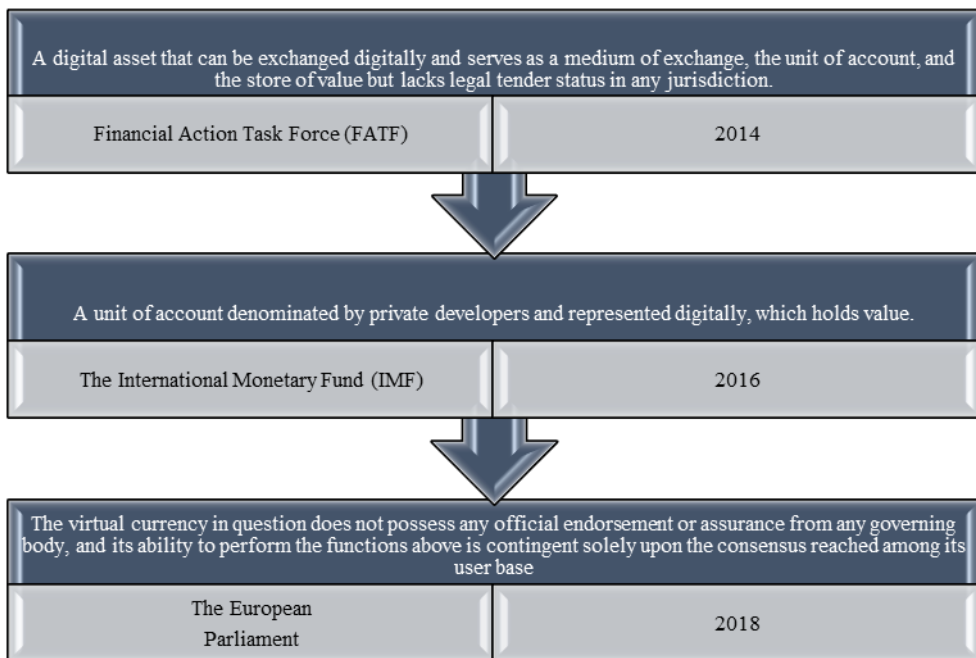 A digital asset that can be exchanged digitally and serves as a medium of exchange, the unit of account, and
the store of value but lacks legal tender status in any jurisdiction.
Financial Action Task Force (FATF)
2014
A unit of account denominated by private developers and represented digitally, which holds value.
The International Monetary Fund (IMF)
2016
The virtual currency in question does not possess any official endorsement or assurance from any governing
body, and its ability to perform the functions above is contingent solely upon the consensus reached among its
user base
The European
Parliament
2018